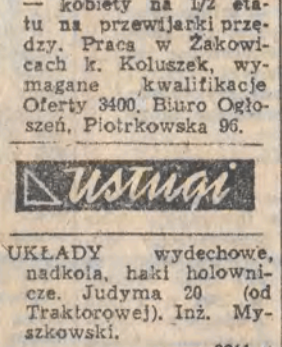 — kobiety na 1/2 eta-
tu na przewijarki przę-
dzy. Praca w Żakowi-
cach k. Koluszek, wy-
magane kwalifikacje
Oferty 3400. Biuro Ogło-
szeń, Piotrkowska 96.
usługi
UKŁADY wydechowe,
nadkola, haki holowni-
cze. Judyma 20 (od
Traktorowej). Inż. My-
szkowski.